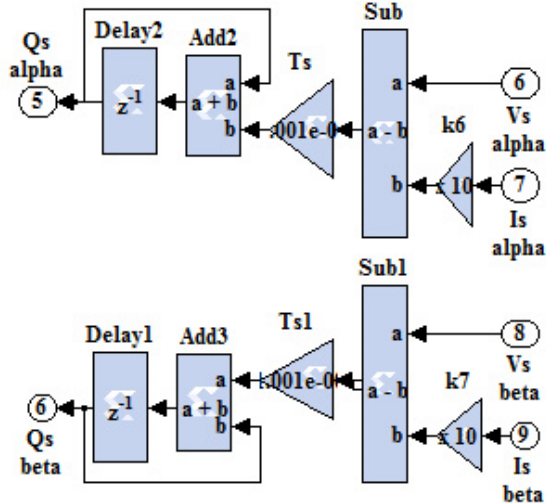 Sub
Delay2
Qs
alpha
Add2
Ts
a
a
6
5
z-1
a + b
.001e-0
a - b
Vs
alpha
b
k6
b
x 10
7
Is
alpha
Sub1
Delay1
Add3
Ts1
a
8
Vs
beta
a
.001e-0
a - b
k7
6
z-1
a + b
b
Qs
beta
b
x 10
9
Is
beta